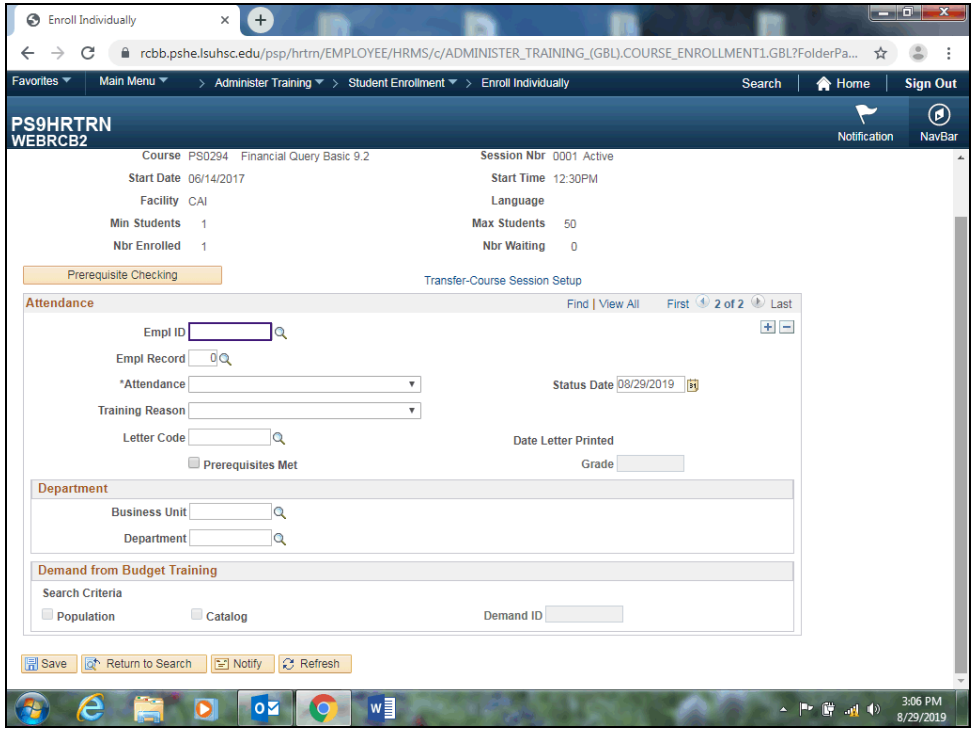 Enroll Individually
rcbb.pshe.lsuhsc.edu/psp/hrtrn/EMPLOYEE/HRMS/c/ADMINISTER_TRAINING_(GBL).COURSE_ENROLLMENT1.GBL?FolderPa...
Favorites Main Menu > Administer Training > Student Enrollment > Enroll Individually Search Home Sign Out
PS9HRTRN
WEBRCB2
Notification NavBar
Course PS0294 Financial Query Basic 9.2 Session Nbr 0001 Active
Start Date 06/14/2017 Start Time 12:30PM
Facility CAI Language
Min Students 1 Max Students 50
Nbr Enrolled 1 Nbr Waiting 0
Prerequisite Checking Transfer-Course Session Setup
Attendance Find | View All First 2 of 2 Last
Empl ID
Empl Record 0
*Attendance Status Date 08/29/2019 31
Training Reason
Letter Code Date Letter Printed
Prerequisites Met Grade
Department
Business Unit
Department
Demand from Budget Training
Search Criteria
Population Catalog Demand ID
Save Return to Search Notify Refresh
3:06 PM
8/29/2019